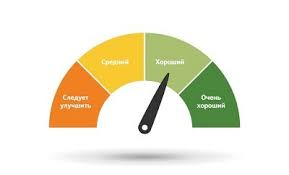 Следует
улучшить
Средний
Хороший
Очень
хороший